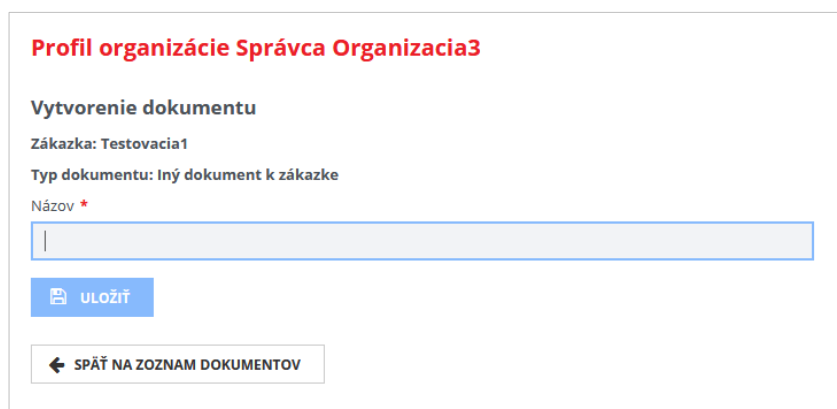 Profil organizácie Správca Organizacia3
Vytvorenie dokumentu
Zákazka: Testovacia1
Typ dokumentu: Iný dokument k zákazke
Názov *
ULOŽIŤ
SPÄŤ NA ZOZNAM DOKUMENTOV